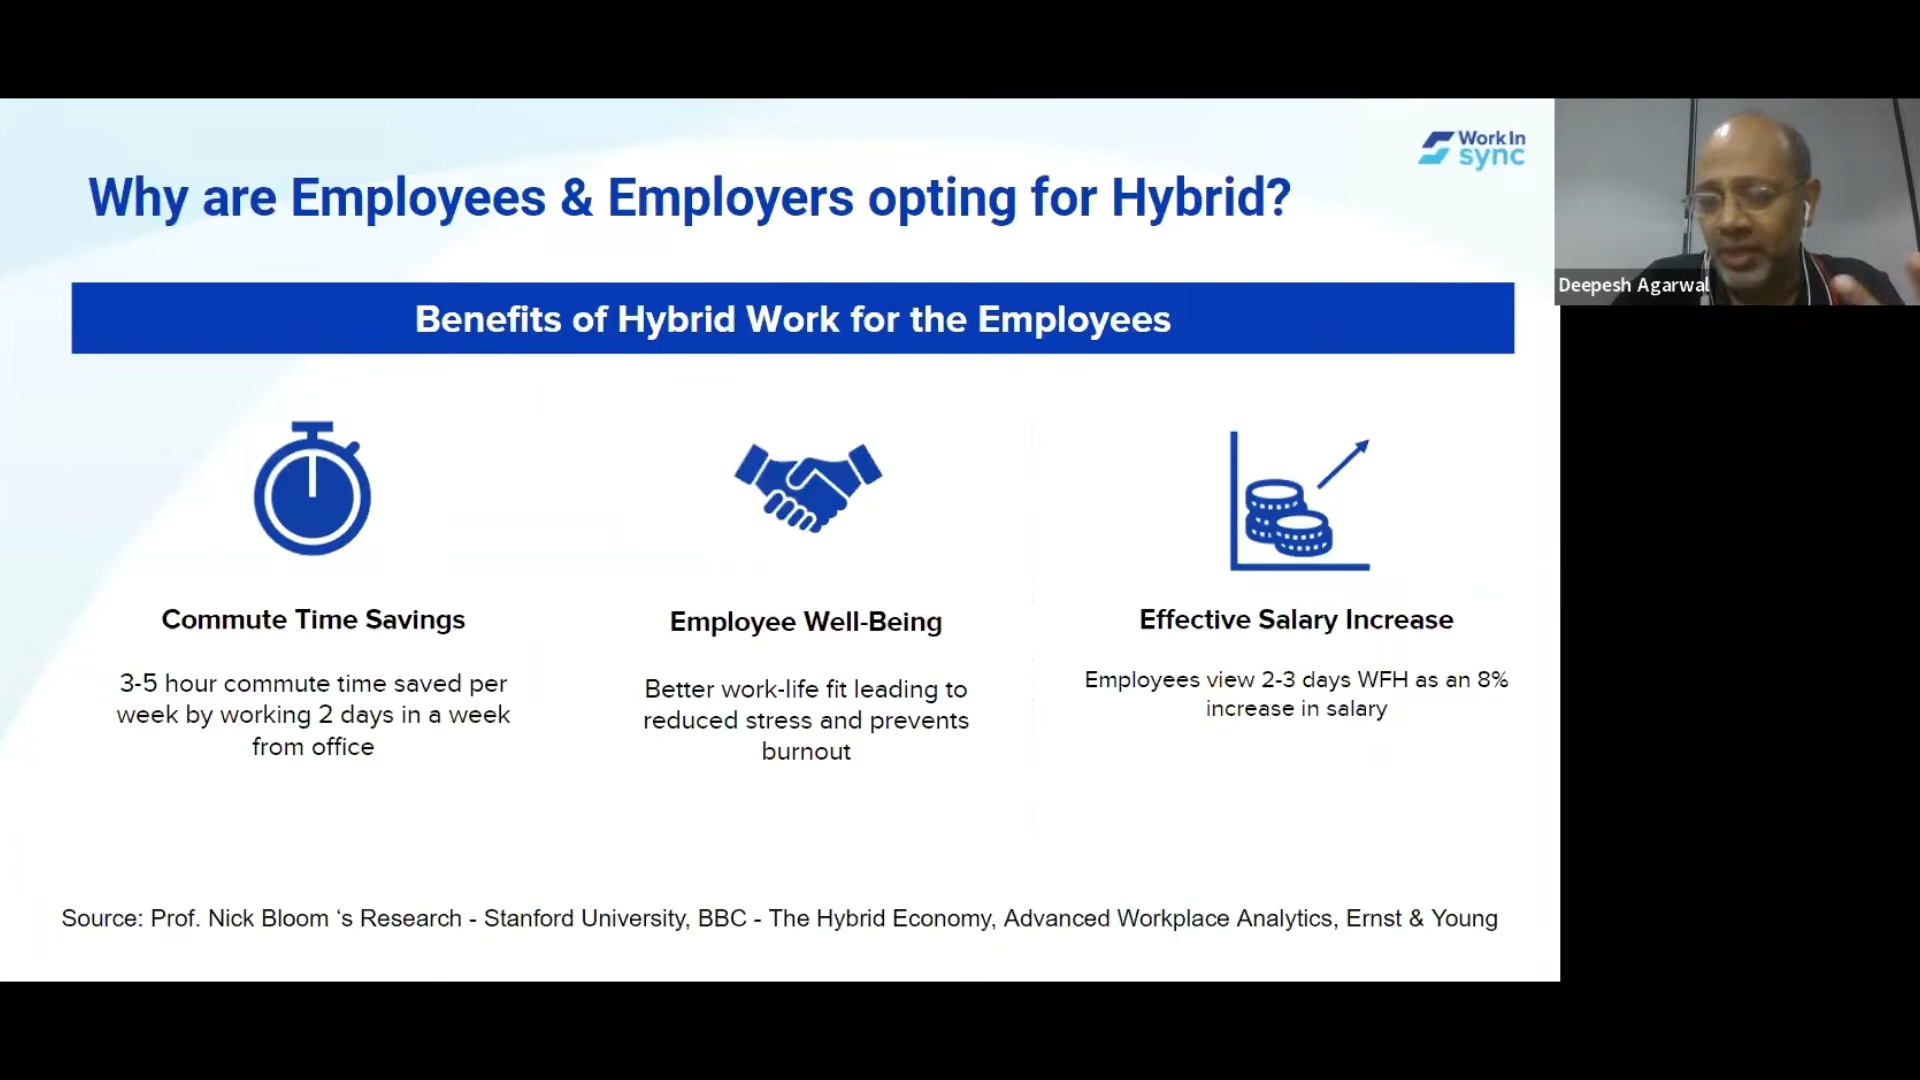 WorkIn
sync
Why are Employees & Employers opting for Hybrid?
Deepesh Agarwal
Benefits of Hybrid Work for the Employees
Commute Time Savings
3-5 hour commute time saved per
week by working 2 days in a week
from office
Employee Well-Being
Better work-life fit leading to
reduced stress and prevents
burnout
Effective Salary Increase
Employees view 2-3 days WFH as an 8%
increase in salary
Source: Prof. Nick Bloom ‘s Research - Stanford University, BBC - The Hybrid Economy, Advanced Workplace Analytics, Ernst & Young